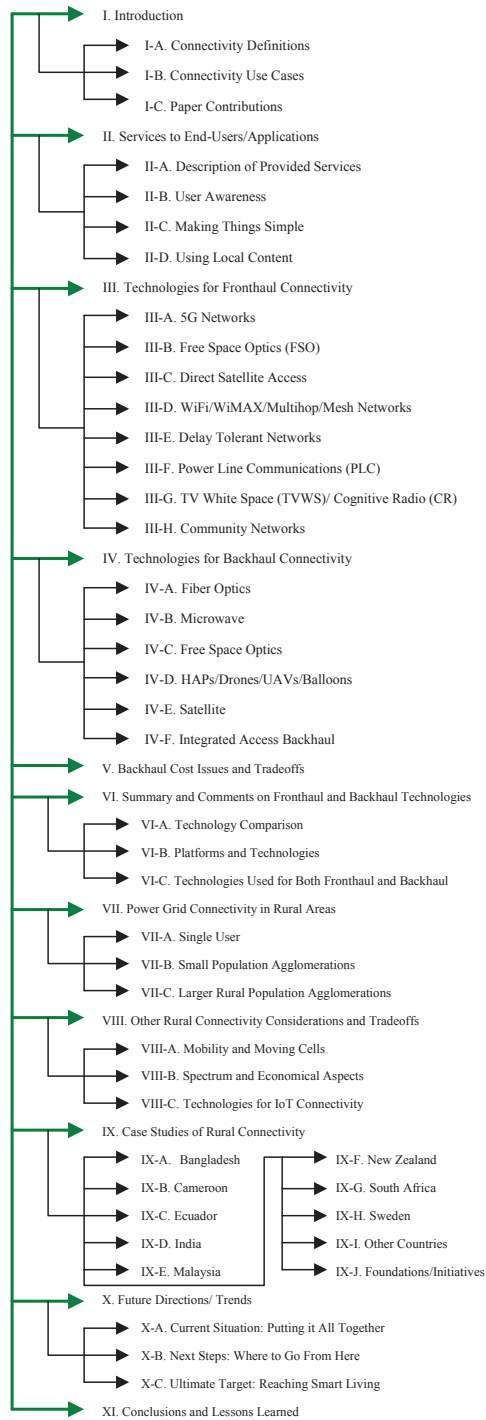 I. Introduction
I-A. Connectivity Definitions
I-B. Connectivity Use Cases
I-C. Paper Contributions
II. Services to End-Users/Applications
II-A. Description of Provided Services
II-B. User Awareness
II-C. Making Things Simple
II-D. Using Local Content
III. Technologies for Fronthaul Connectivity
III-A. 5G Networks
III-B. Free Space Optics (FSO)
III-C. Direct Satellite Access
III-D. WiFi/WiMAX/Multihop/Mesh Networks
III-E. Delay Tolerant Networks
III-F. Power Line Communications (PLC)
III-G. TV White Space (TVWS)/ Cognitive Radio (CR)
III-H. Community Networks
IV. Technologies for Backhaul Connectivity
IV-A. Fiber Optics
IV-B. Microwave
IV-C. Free Space Optics
IV-D. HAPs/Drones/UAVs/Balloons
IV-E. Satellite
IV-F. Integrated Access Backhaul
V. Backhaul Cost Issues and Tradeoffs
VI. Summary and Comments on Fronthaul and Backhaul Technologies
VI-A. Technology Comparison
VI-B. Platforms and Technologies
VI-C. Technologies Used for Both Fronthaul and Backhaul
VII. Power Grid Connectivity in Rural Areas
VII-A. Single User
VII-B. Small Population Agglomerations
VII-C. Larger Rural Population Agglomerations
VIII. Other Rural Connectivity Considerations and Tradeoffs
VIII-A. Mobility and Moving Cells
VIII-B. Spectrum and Economical Aspects
VIII-C. Technologies for IoT Connectivity
IX. Case Studies of Rural Connectivity
IX-A. Bangladesh
IX-B. Cameroon
IX-C. Ecuador
IX-D. India
IX-E. Malaysia
IX-F. New Zealand
IX-G. South Africa
IX-H. Sweden
IX-I. Other Countries
IX-J. Foundations/Initiatives
X. Future Directions/ Trends
X-A. Current Situation: Putting it All Together
X-B. Next Steps: Where to Go From Here
X-C. Ultimate Target: Reaching Smart Living
XI. Conclusions and Lessons Learned